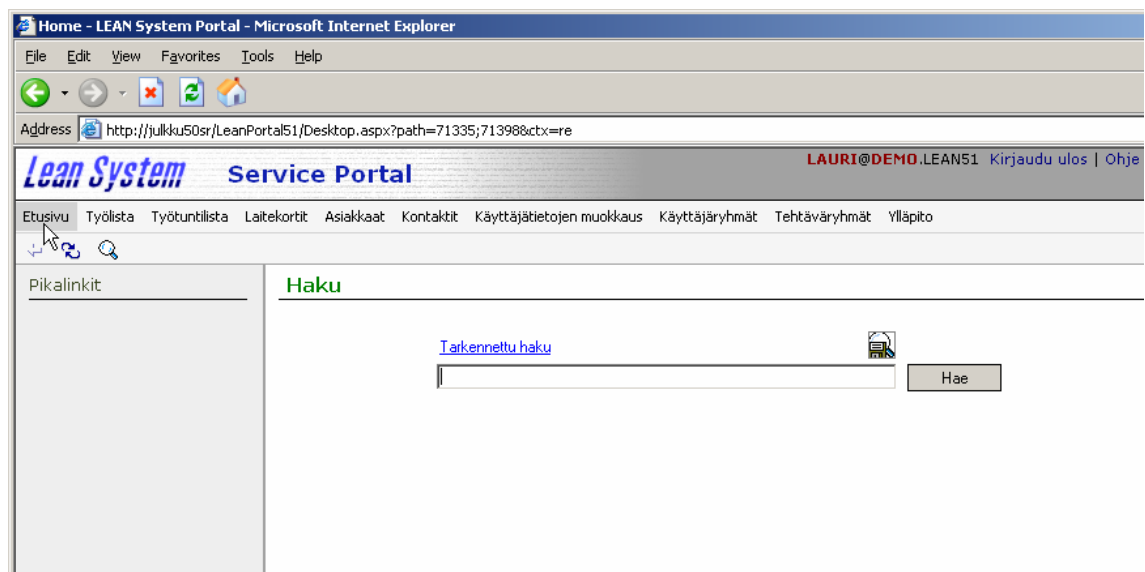 Home - LEAN System Portal - Microsoft Internet Explorer
File Edit View Favorites Tools Help
Address http://julkku50sr/LeanPortal51/Desktop.aspx?path=71335;71398&ctx=re
Lean System Service Portal LAURI@DEMO.LEAN51 Kirjaudu ulos | Ohje
Etusivu Työlista Työtuntilista Laitekortit Asiakkaat Kontaktit Käyttäjätietojen muokkaus Käyttäjäryhmät Tehtäväryhmät Ylläpito
Pikalinkit Haku
Tarkennettu haku
Hae